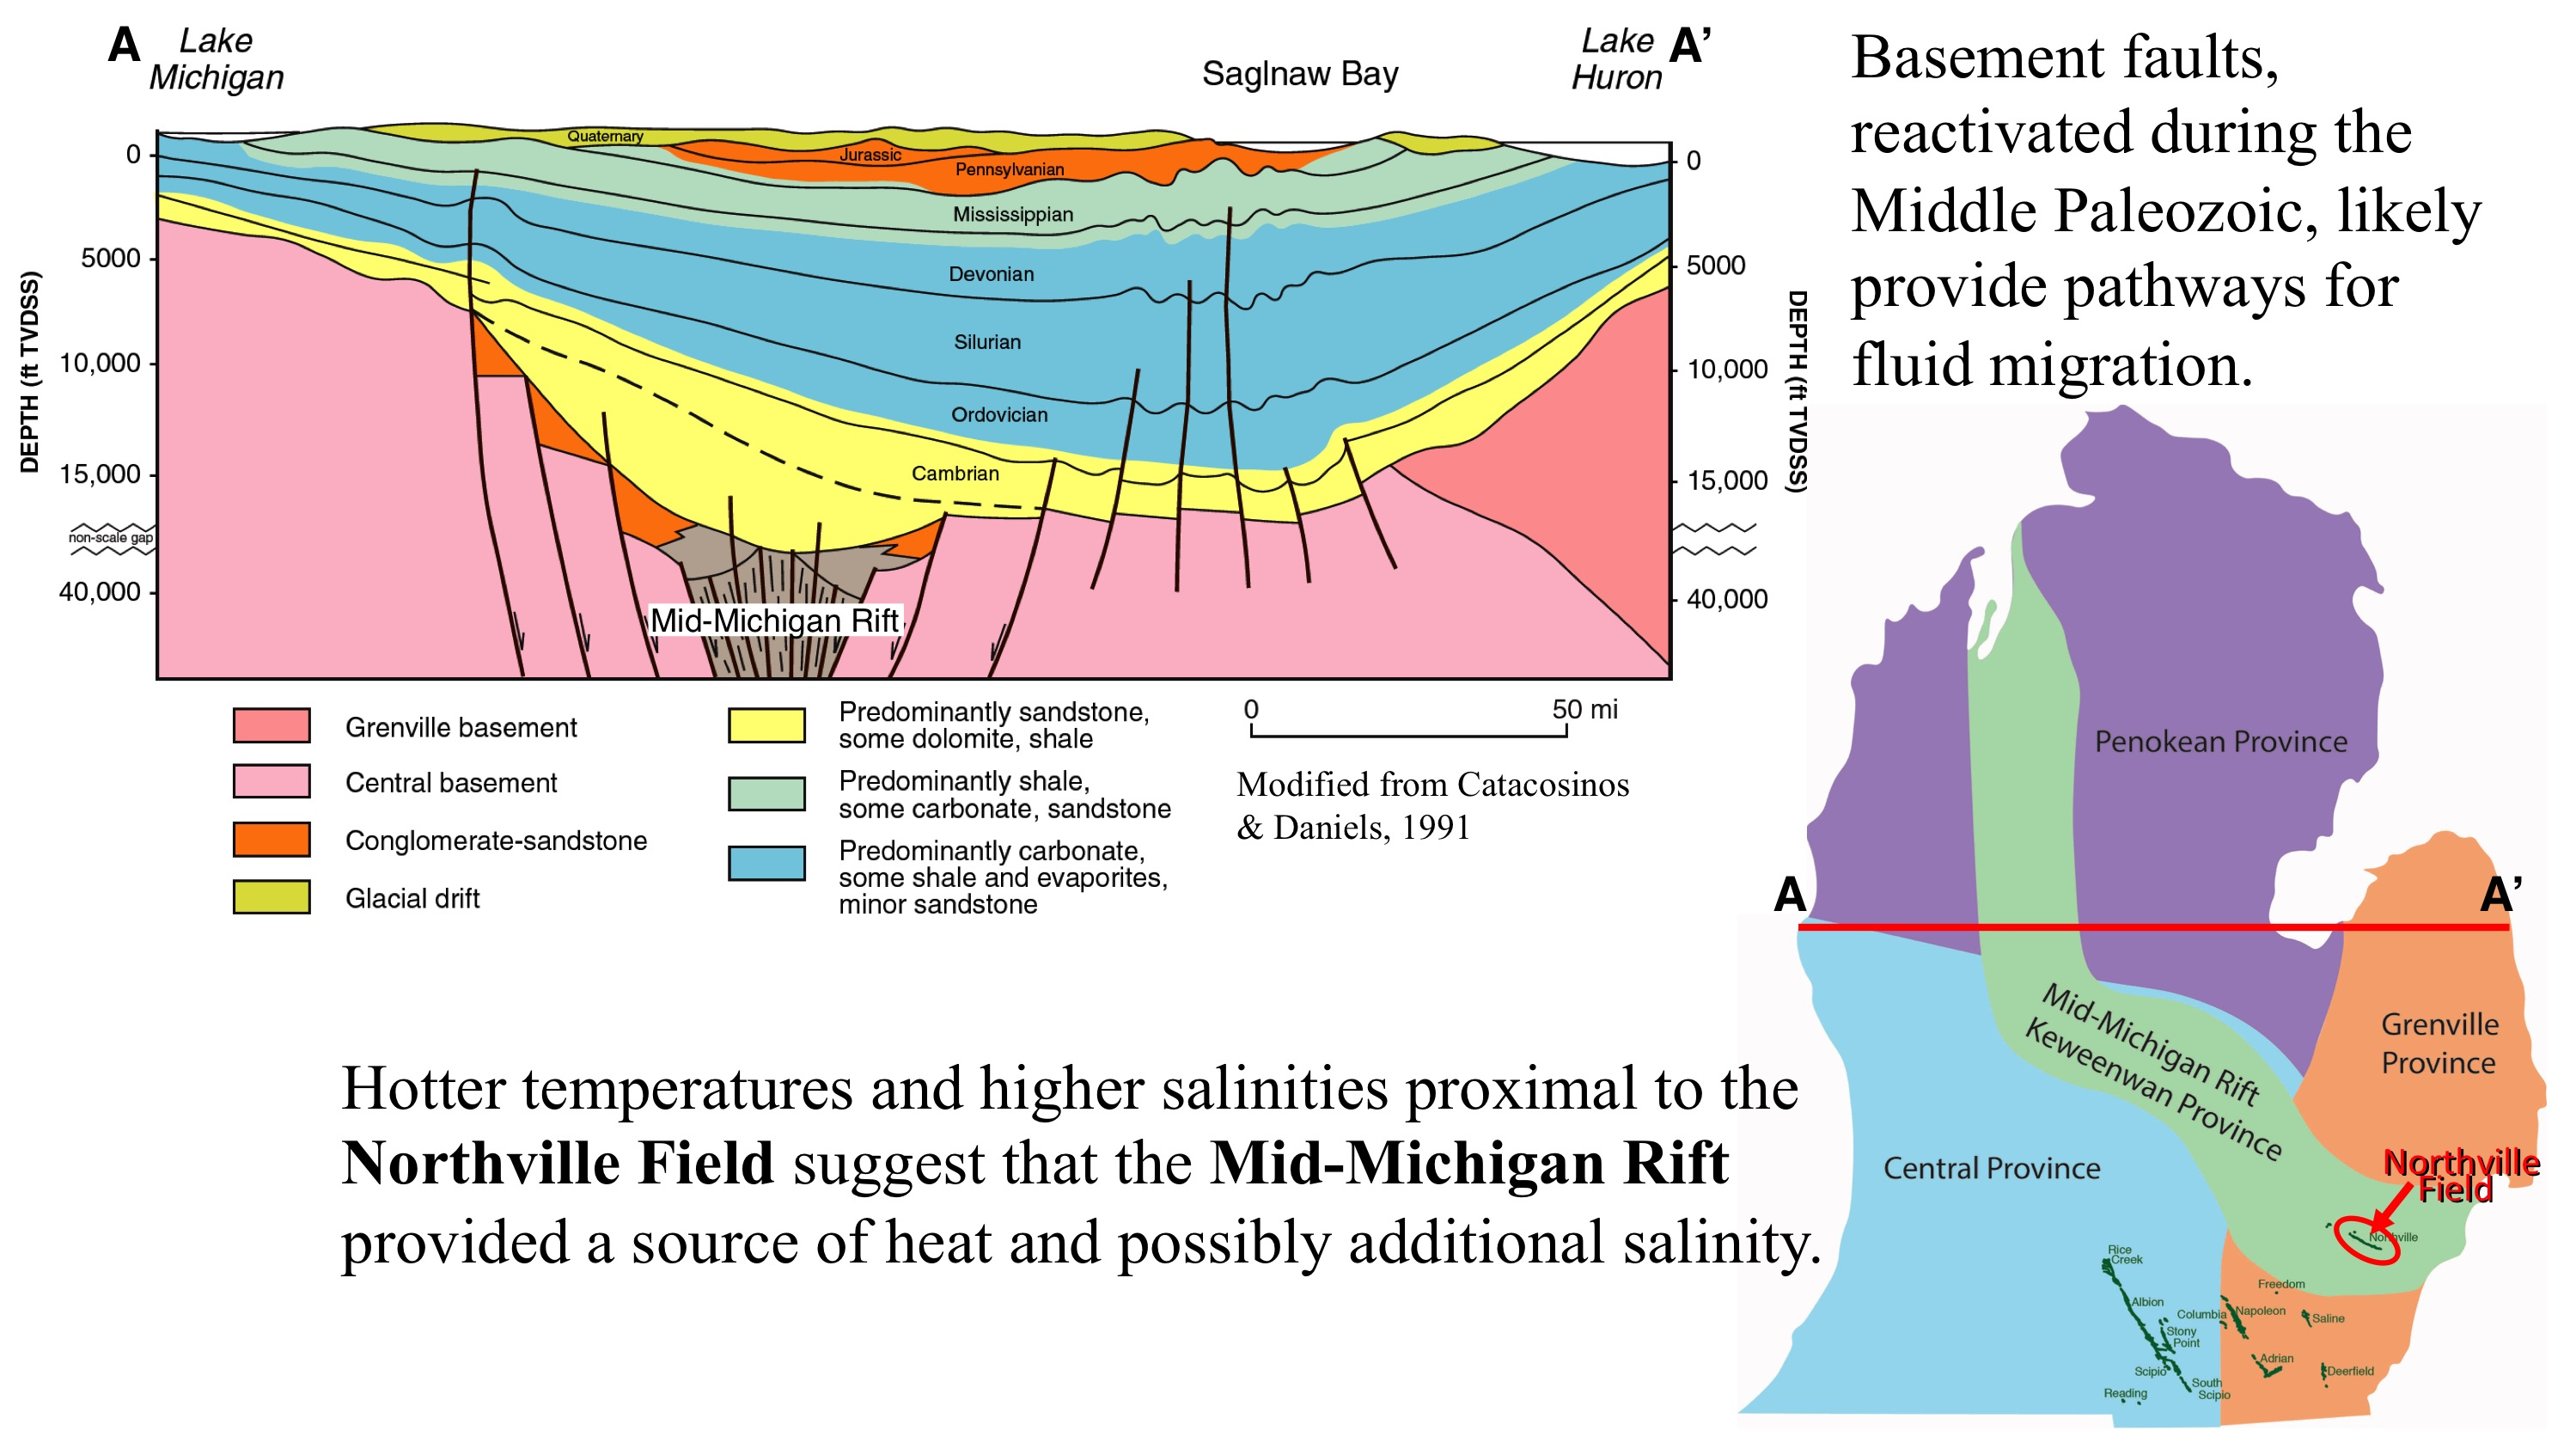 A
Lake
Michigan
Saglnaw Bay
Lake
Huron
A’
Quaternary
Jurassic
Pennsylvanian
Mississippian
Devonian
Silurian
Ordovician
Cambrian
Mid-Michigan Rift
DEPTH (ft TVDSS)
0
5000
10,000
15,000
non-scale gap
40,000
0
5000
10,000
15,000
40,000
DEPTH (ft TVDSS)
Grenville basement
Central basement
Conglomerate-sandstone
Glacial drift
Predominantly sandstone,
some dolomite, shale
Predominantly shale,
some carbonate, sandstone
Predominantly carbonate,
some shale and evaporites,
minor sandstone
0 50 mi
Modified from Catacosinos
& Daniels, 1991
Basement faults,
reactivated during the
Middle Paleozoic, likely
provide pathways for
fluid migration.
Penokean Province
A
A’
Mid-Michigan Rift
Keweenwan Province
Grenville
Province
Central Province
Northville
Field
Northville
Rice
Creek
Albion
Stony
Point
Scipio
South
Scipio
Reading
Freedom
Columbia
Napoleon
Saline
Adrian
Deerfield
Hotter temperatures and higher salinities proximal to the
Northville Field suggest that the Mid-Michigan Rift
provided a source of heat and possibly additional salinity.